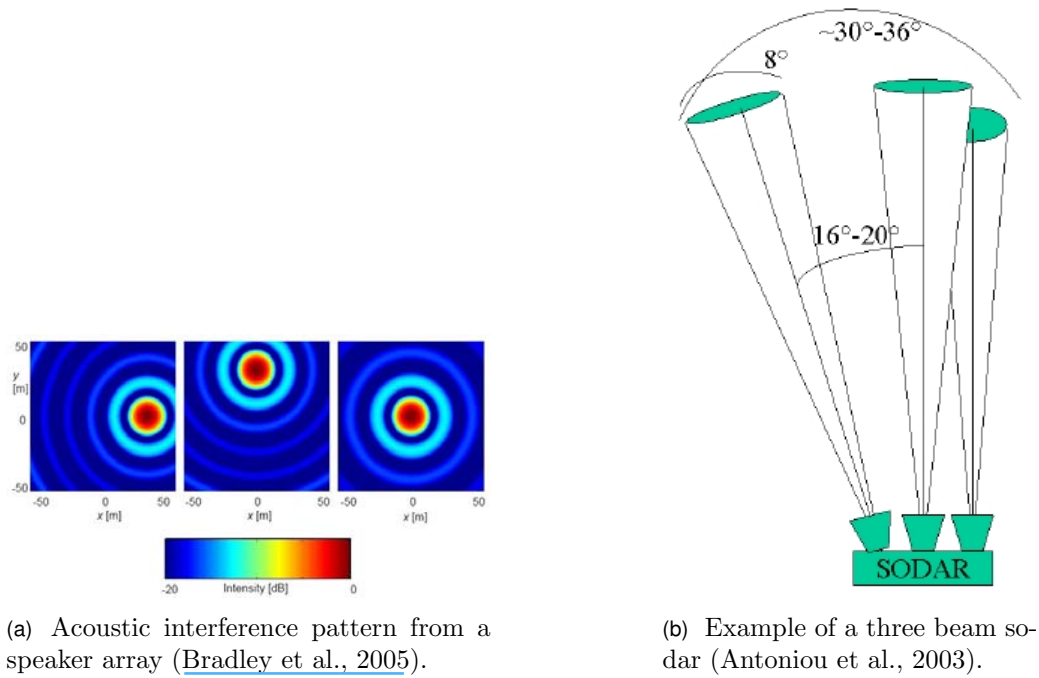 50
y
[m]
0
-50
-50 0 50
x [m]
-50 0 50
x [m]
-50 0 50
x [m]
-20 0
Intensity [dB]
(a) Acoustic interference pattern from a
speaker array (Bradley et al., 2005).
~30°-36°
8°
16°-20°
SODAR
(b) Example of a three beam so-
dar (Antoniou et al., 2003).